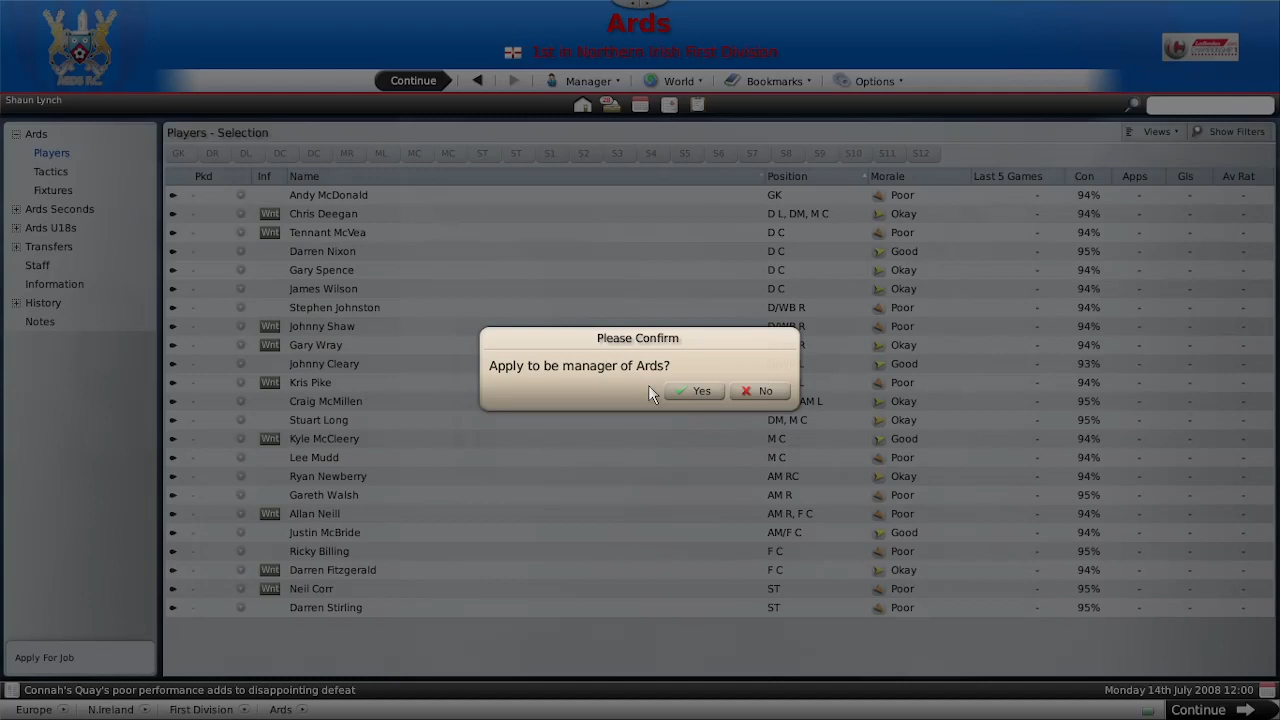 Ards
1st in Northern Irish First Division
ARDS F.C.
Continue Manager World Bookmarks Options
Shaun Lynch
Ards
Players
Tactics
Fixtures
Ards Seconds
Ards U18s
Transfers
Staff
Information
History
Notes
Apply For Job
Players - Selection Views Show Filters
GK DR DL DC DC MR ML MC MC ST ST S1 S2 S3 S4 S5 S6 S7 S8 S9 S10 S11 S12
Pkd Inf Name Position Morale Last 5 Games Con Apps Gls Av Rat
- Andy McDonald GK Poor - 94% - - -
- Wnt Chris Deegan D L, DM, M C Okay - 94% - - -
- Wnt Tennant McVea D C Poor - 94% - - -
- Darren Nixon D C Good - 95% - - -
- Gary Spence D C Okay - 94% - - -
- James Wilson D C Okay - 94% - - -
- Stephen Johnston D/WB R Poor - 94% - - -
- Wnt Johnny Shaw D/WB R Poor - 94% - - -
- Wnt Gary Wray R Okay - 94% - - -
- Johnny Cleary L Good - 93% - - -
- Wnt Kris Pike Poor - 94% - - -
- Craig McMillen AM L Okay - 95% - - -
- Stuart Long DM, M C Okay - 95% - - -
- Wnt Kyle McCleery M C Good - 94% - - -
- Lee Mudd M C Poor - 94% - - -
- Ryan Newberry AM RC Okay - 94% - - -
- Gareth Walsh AM R Poor - 95% - - -
- Wnt Allan Neill AM R, F C Poor - 94% - - -
- Justin McBride AM/F C Good - 94% - - -
- Ricky Billing F C Poor - 95% - - -
- Wnt Darren Fitzgerald F C Okay - 94% - - -
- Wnt Neil Corr ST Poor - 95% - - -
- Darren Stirling ST Poor - 95% - - -
Please Confirm
Apply to be manager of Ards?
Yes No
Connah's Quay's poor performance adds to disappointing defeat Monday 14th July 2008 12:00
Europe N.Ireland First Division Ards Continue